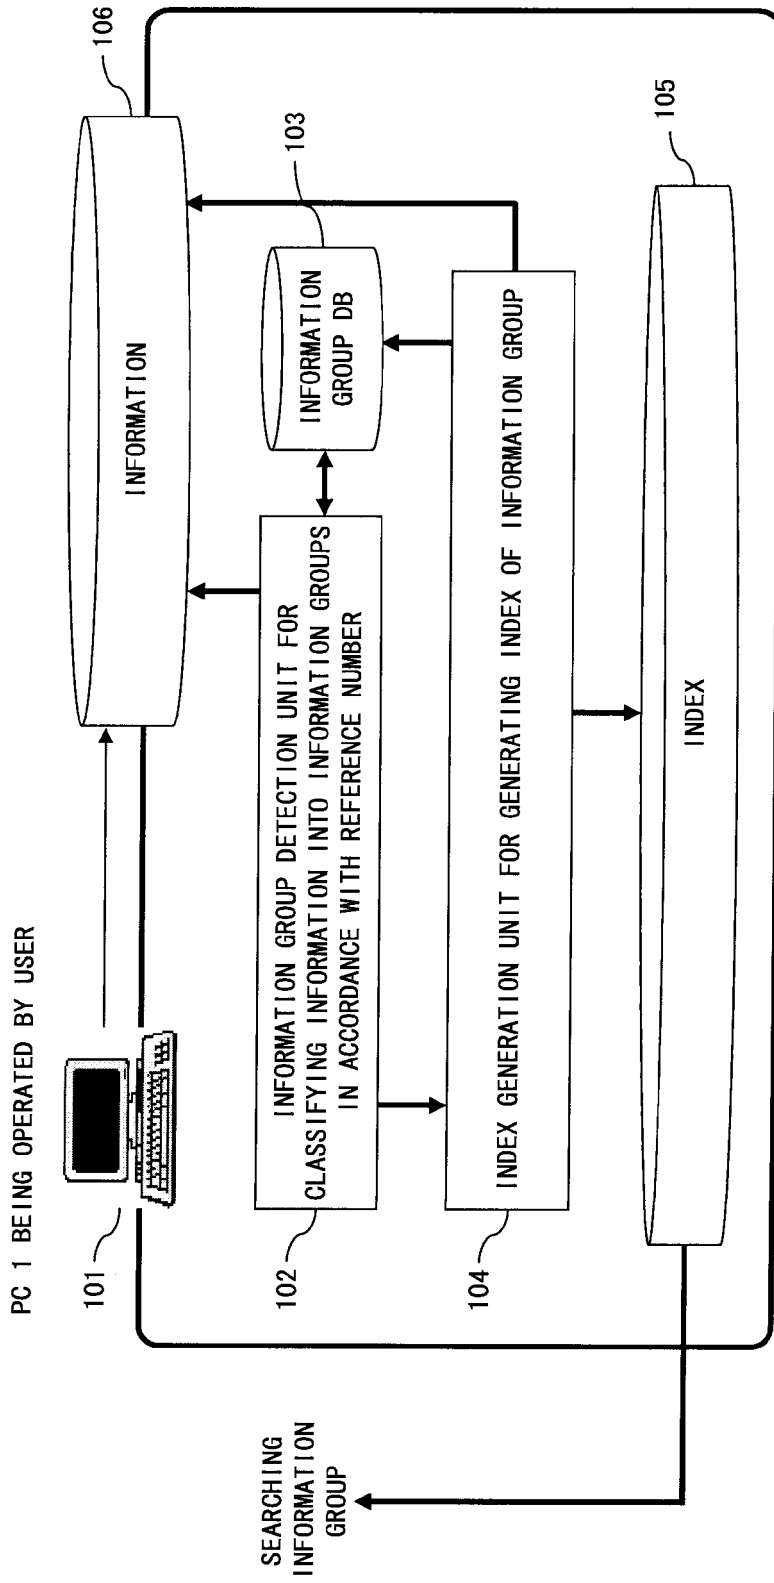 PC 1 BEING OPERATED BY USER
101
INFORMATION
106
102
INFORMATION GROUP DETECTION UNIT FOR
CLASSIFYING INFORMATION INTO INFORMATION GROUPS
IN ACCORDANCE WITH REFERENCE NUMBER
INFORMATION
GROUP DB
103
104
INDEX GENERATION UNIT FOR GENERATING INDEX OF INFORMATION GROUP
INDEX
105
SEARCHING
INFORMATION
GROUP